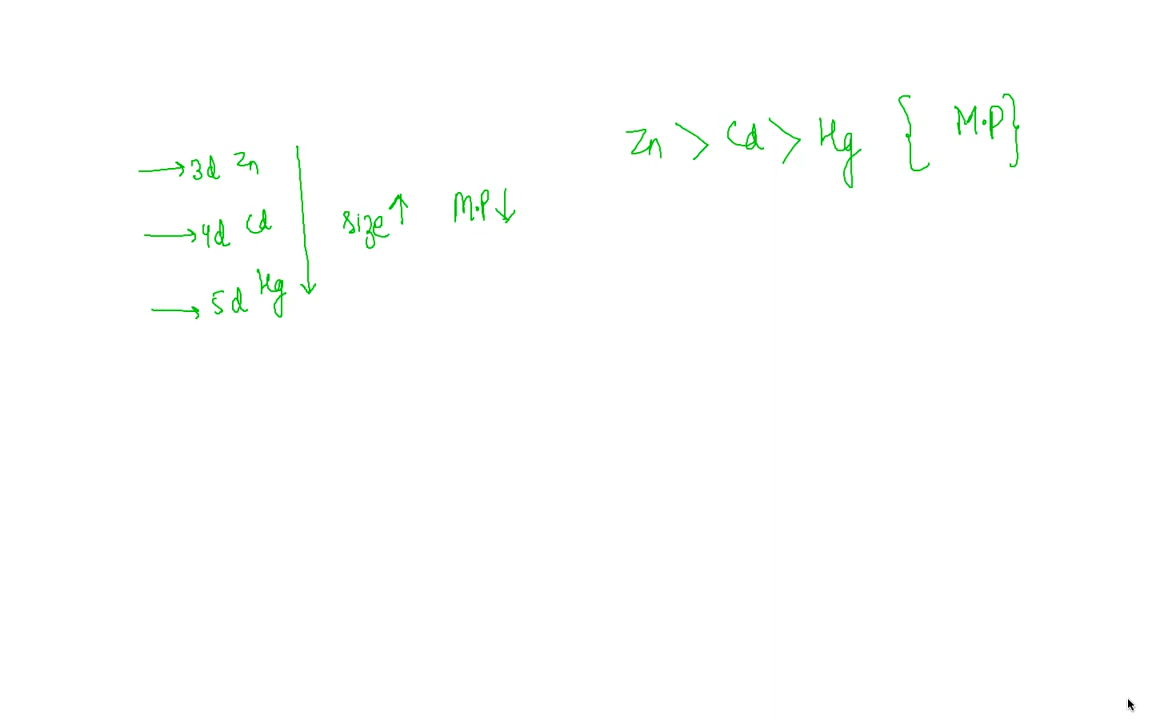 Zn > Cd > Hg { M.P }
→ 3d Zn
→ 4d Cd size ↑ M.P ↓
→ 5d Hg